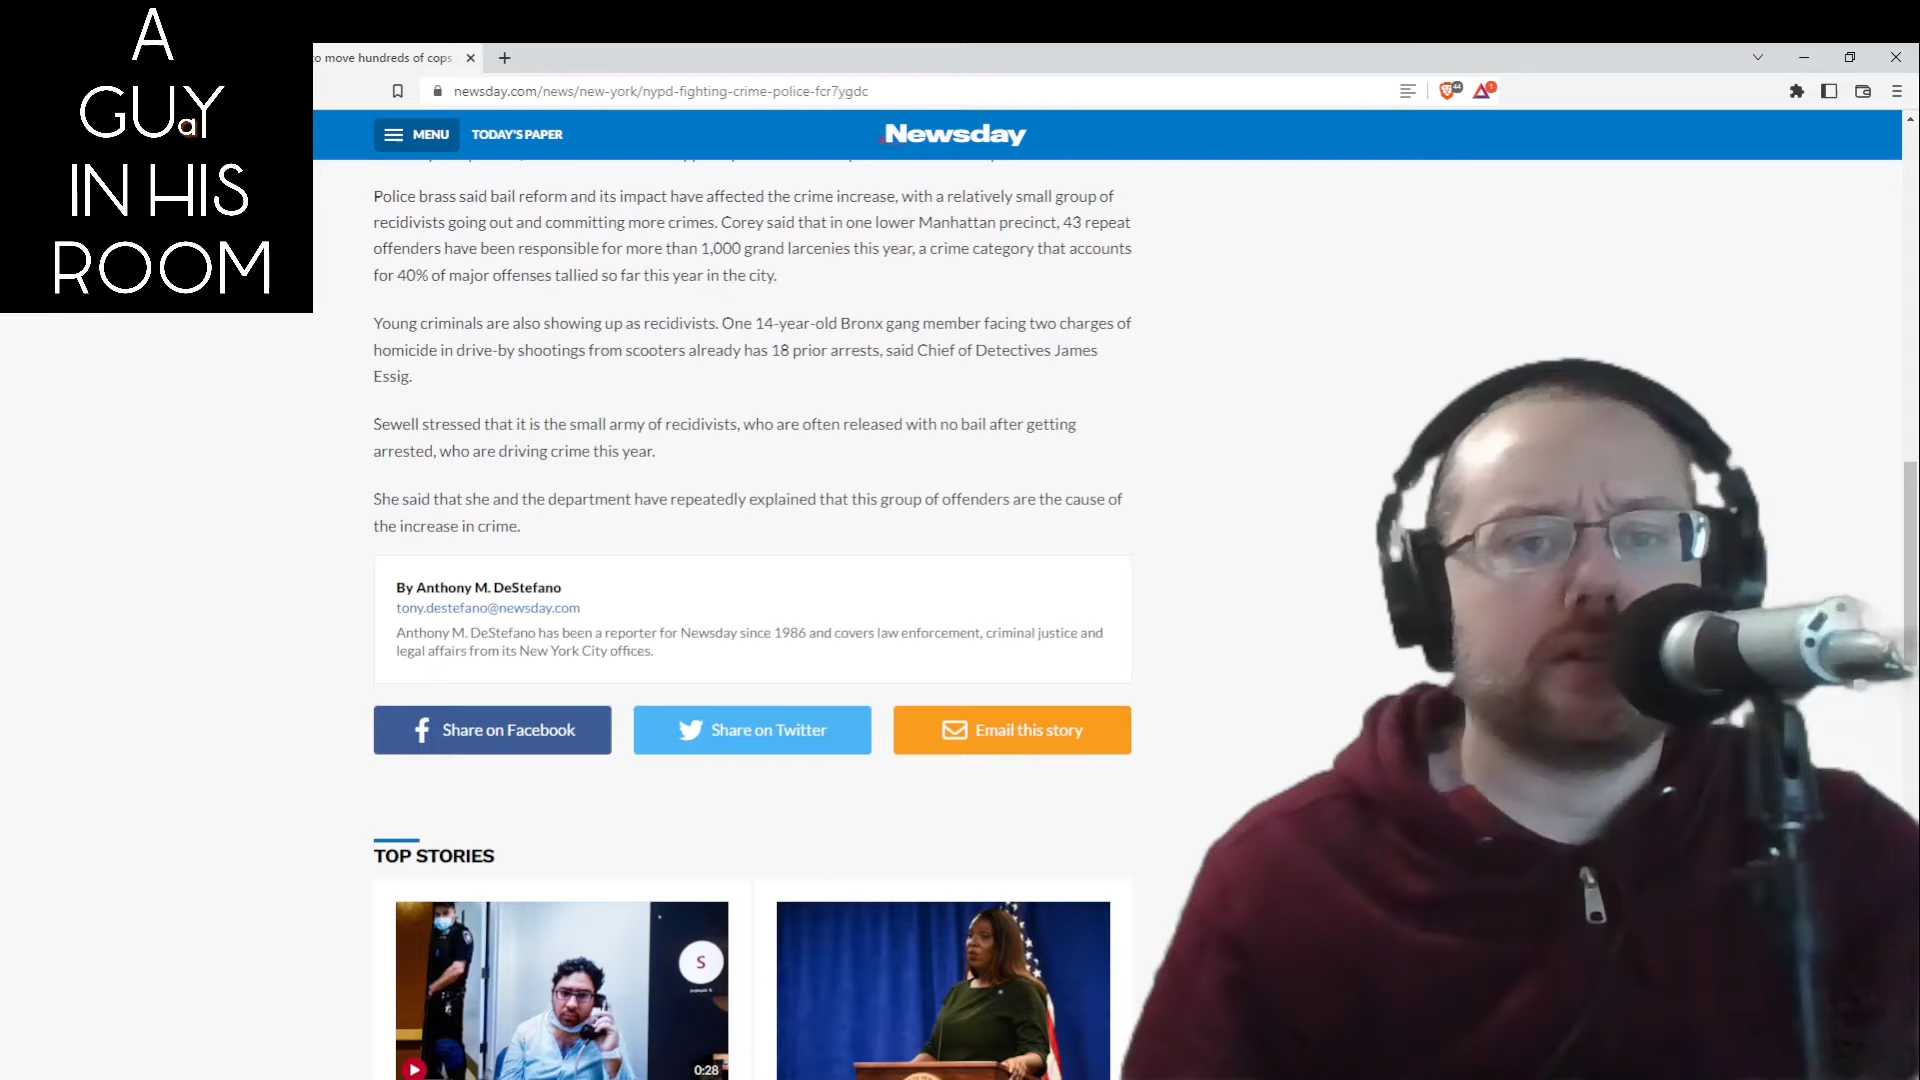 A
GUY
a
IN HIS
ROOM
to move hundreds of cops
newsday.com/news/new-york/nypd-fighting-crime-police-fcr7ygdc
44
1
MENU
TODAY'S PAPER
Newsday
Police brass said bail reform and its impact have affected the crime increase, with a relatively small group of
recidivists going out and committing more crimes. Corey said that in one lower Manhattan precinct, 43 repeat
offenders have been responsible for more than 1,000 grand larcenies this year, a crime category that accounts
for 40% of major offenses tallied so far this year in the city.
Young criminals are also showing up as recidivists. One 14-year-old Bronx gang member facing two charges of
homicide in drive-by shootings from scooters already has 18 prior arrests, said Chief of Detectives James
Essig.
Sewell stressed that it is the small army of recidivists, who are often released with no bail after getting
arrested, who are driving crime this year.
She said that she and the department have repeatedly explained that this group of offenders are the cause of
the increase in crime.
By Anthony M. DeStefano
tony.destefano@newsday.com
Anthony M. DeStefano has been a reporter for Newsday since 1986 and covers law enforcement, criminal justice and
legal affairs from its New York City offices.
Share on Facebook
Share on Twitter
Email this story
TOP STORIES
S
0:28